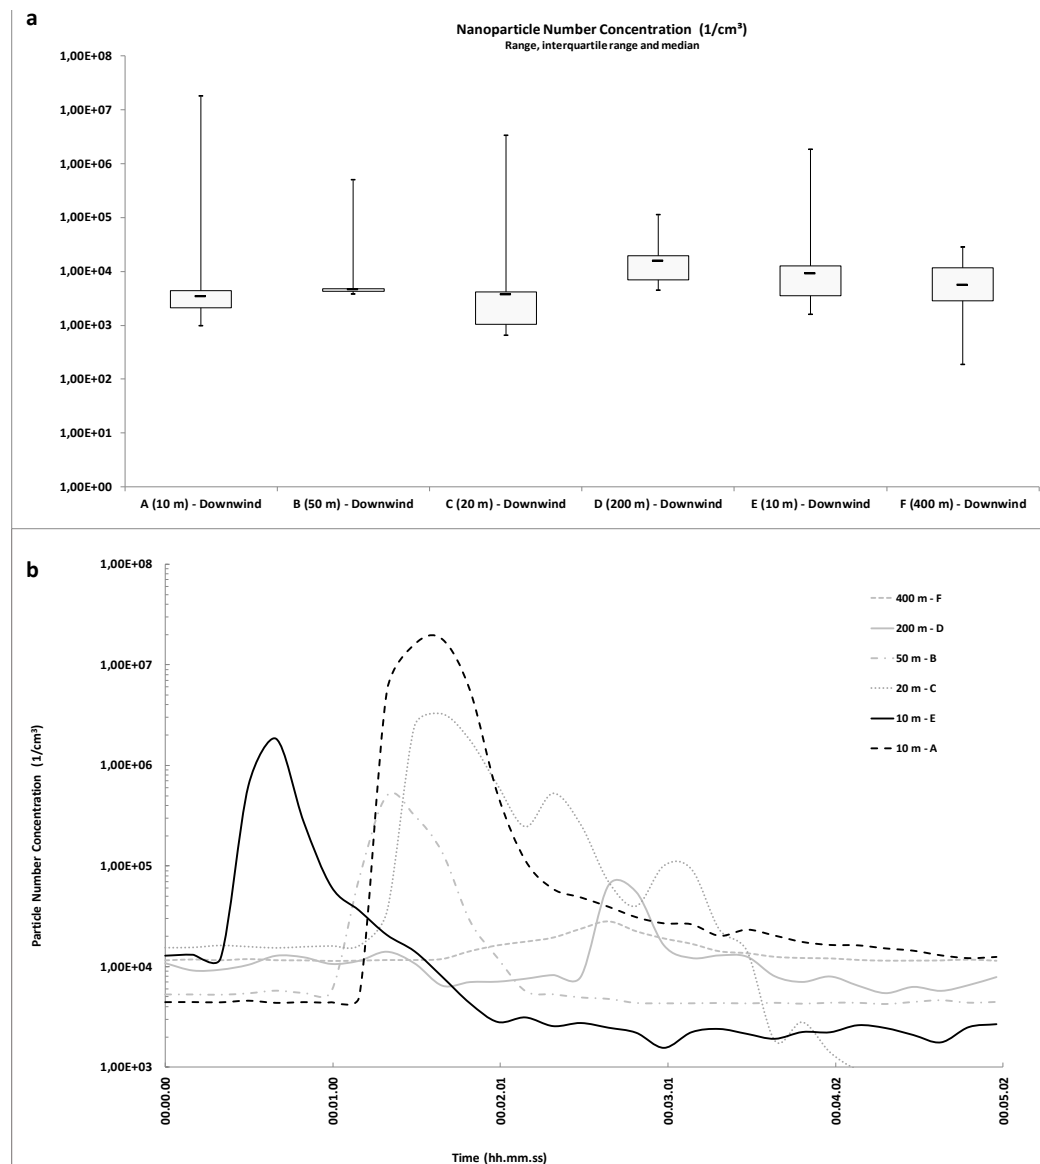 a
Nanoparticle Number Concentration (1/cm³)
Range, interquartile range and median
1,00E+08
1,00E+07
1,00E+06
1,00E+05
1,00E+04
1,00E+03
1,00E+02
1,00E+01
1,00E+00
A (10 m) - Downwind B (50 m) - Downwind C (20 m) - Downwind D (200 m) - Downwind E (10 m) - Downwind F (400 m) - Downwind
b
1,00E+08
1,00E+07
1,00E+06
1,00E+05
1,00E+04
1,00E+03
Particle Number Concentration (1/cm³)
400 m - F
200 m - D
50 m - B
20 m - C
10 m - E
10 m - A
00.00.00 00.01.00 00.02.01 00.03.01 00.04.02 00.05.02
Time (hh.mm.ss)